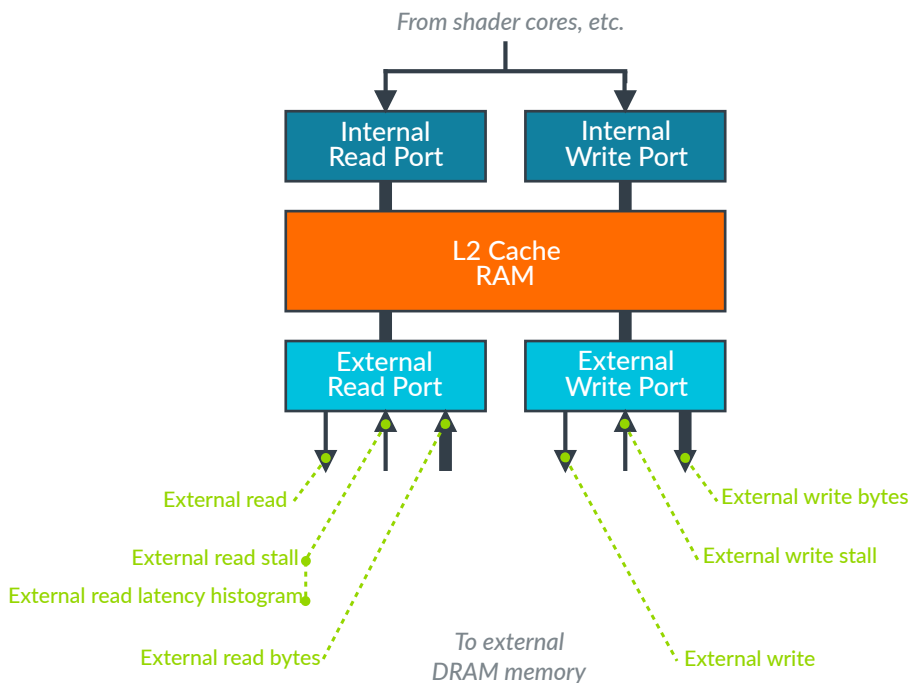 From shader cores, etc.
Internal
Read Port
Internal
Write Port
L2 Cache
RAM
External
Read Port
External
Write Port
External read
External write bytes
External read stall
External write stall
External read latency histogram
External read bytes
External write
To external
DRAM memory